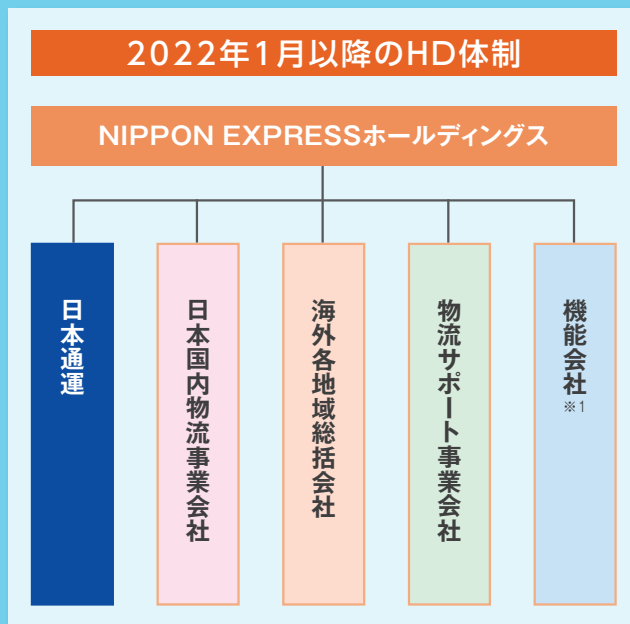 2022年1月以降のHD体制
NIPPON EXPRESSホールディングス
日本通運
日本国内物流事業会社
海外各地域総括会社
物流サポート事業会社
機能会社
※1